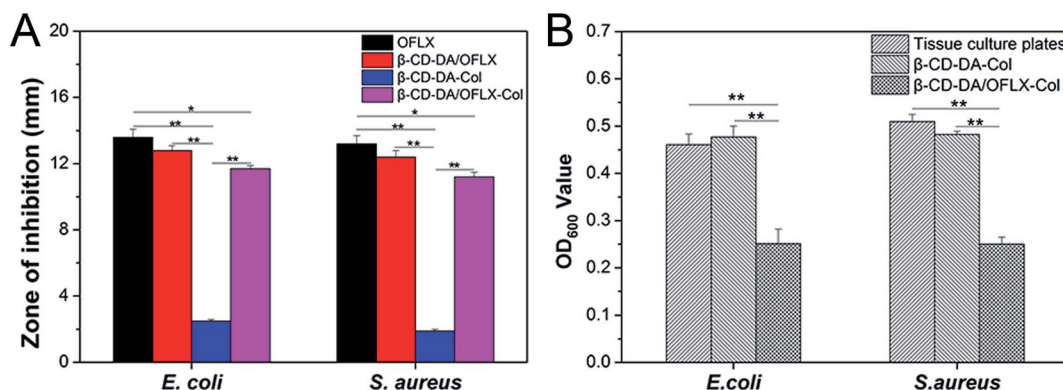 A
Zone of inhibition (mm)
20
16
12
8
4
0
OFLX
β-CD-DA/OFLX
β-CD-DA-Col
β-CD-DA/OFLX-Col
*
**
**
**
*
**
**
**
E. coli
S. aureus
B
OD600 Value
0.7
0.6
0.5
0.4
0.3
0.2
0.1
0.0
Tissue culture plates
β-CD-DA-Col
β-CD-DA/OFLX-Col
**
**
**
**
E.coli
S.aureus